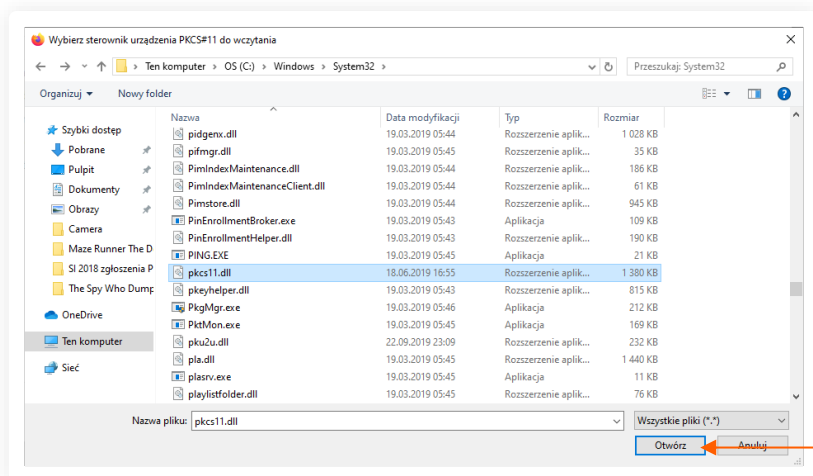 Wybierz sterownik urządzenia PKCS#11 do wczytania
Ten komputer > OS (C:) > Windows > System32 >
Przeszukaj: System32
Organizuj Nowy folder
Nazwa Data modyfikacji Typ Rozmiar
Szybki dostęp
Pobrane
Pulpit
Dokumenty
Obrazy
Camera
Maze Runner The D
SI 2018 zgłoszenia P
The Spy Who Dump
OneDrive
Ten komputer
Sieć
pidgenx.dll 19.03.2019 05:44 Rozszerzenie aplik... 1 028 KB
pifmgr.dll 19.03.2019 05:45 Rozszerzenie aplik... 35 KB
PimIndexMaintenance.dll 19.03.2019 05:44 Rozszerzenie aplik... 186 KB
PimIndexMaintenanceClient.dll 19.03.2019 05:44 Rozszerzenie aplik... 61 KB
Pimstore.dll 19.03.2019 05:44 Rozszerzenie aplik... 945 KB
PinEnrollmentBroker.exe 19.03.2019 05:43 Aplikacja 109 KB
PinEnrollmentHelper.dll 19.03.2019 05:43 Rozszerzenie aplik... 190 KB
PING.EXE 19.03.2019 05:45 Aplikacja 21 KB
pkcs11.dll 18.06.2019 16:55 Rozszerzenie aplik... 1 380 KB
pkeyhelper.dll 19.03.2019 05:43 Rozszerzenie aplik... 815 KB
PkgMgr.exe 19.03.2019 05:46 Aplikacja 212 KB
PktMon.exe 19.03.2019 05:45 Aplikacja 169 KB
pku2u.dll 22.09.2019 23:09 Rozszerzenie aplik... 232 KB
pla.dll 19.03.2019 05:45 Rozszerzenie aplik... 1 440 KB
plasrv.exe 19.03.2019 05:45 Aplikacja 11 KB
playlistfolder.dll 19.03.2019 05:45 Rozszerzenie aplik... 76 KB
Nazwa pliku: pkcs11.dll Wszystkie pliki (*.*)
Otwórz Anuluj